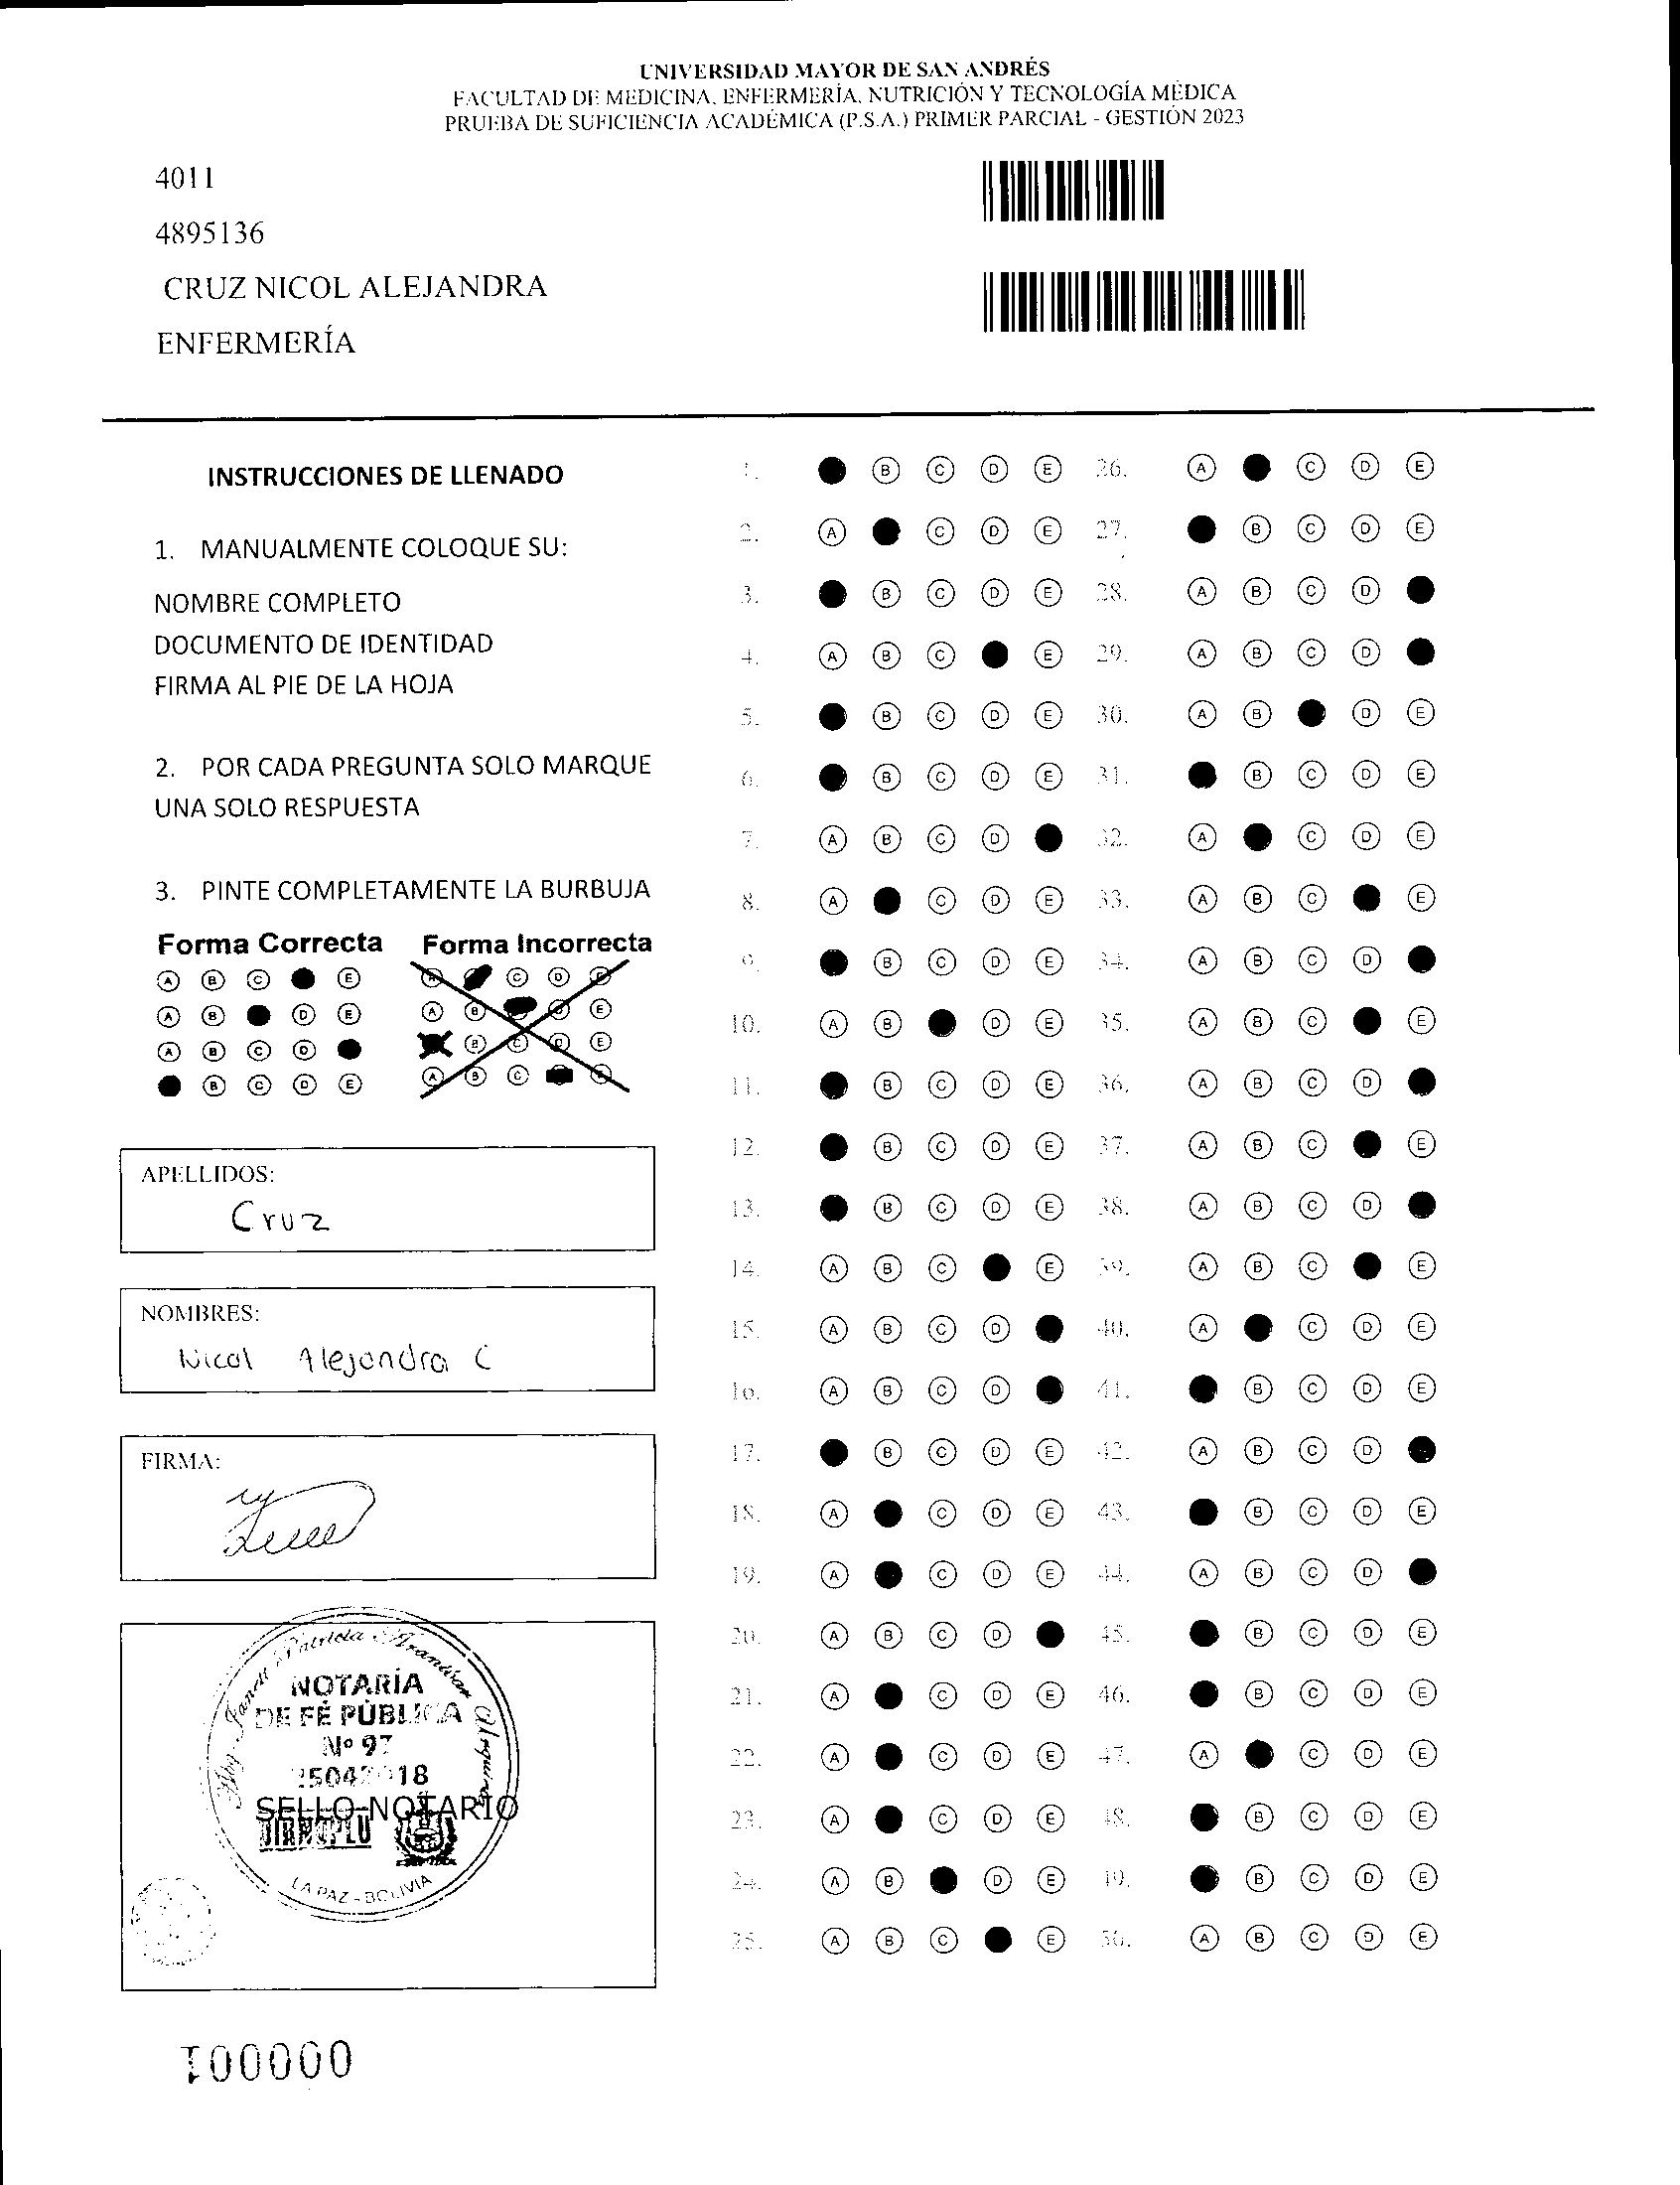 UNIVERSIDAD MAYOR DE SAN ANDRÉS
FACULTAD DE MEDICINA, ENFERMERÍA, NUTRICIÓN Y TECNOLOGÍA MÉDICA
PRUEBA DE SUFICIENCIA ACADÉMICA (P.S.A.) PRIMER PARCIAL - GESTIÓN 2023
4011
4895136
CRUZ NICOL ALEJANDRA
ENFERMERÍA
INSTRUCCIONES DE LLENADO
1. MANUALMENTE COLOQUE SU:
NOMBRE COMPLETO
DOCUMENTO DE IDENTIDAD
FIRMA AL PIE DE LA HOJA
2. POR CADA PREGUNTA SOLO MARQUE
UNA SOLO RESPUESTA
3. PINTE COMPLETAMENTE LA BURBUJA
Forma Correcta Forma Incorrecta
A B C E C D
A B D E A B E
A B C D B E
B C D E A B C
APELLIDOS:
Cruz
NOMBRES:
Nicol Alejandra C
FIRMA:
NOTARÍA
DE FÉ PÚBLICA
Nº 97
SELLO NOTARIO
DIRNOPLU
LA PAZ - BOLIVIA
1. B C D E 26. A C D E
2. A C D E 27. B C D E
3. B C D E 28. A B C D
4. A B C E 29. A B C D
5. B C D E 30. A B D E
6. B C D E 31. B C D E
7. A B C D 32. A C D E
8. A C D E 33. A B C E
9. B C D E 34. A B C D
10. A B D E 35. A B C E
11. B C D E 36. A B C D
12. B C D E 37. A B C E
13. B C D E 38. A B C D
14. A B C E 39. A B C E
15. A B C D 40. A C D E
16. A B C D 41. B C D E
17. B C D E 42. A B C D
18. A C D E 43. B C D E
19. A C D E 44. A B C D
20. A B C D 45. B C D E
21. A C D E 46. B C D E
22. A C D E 47. A C D E
23. A C D E 48. B C D E
24. A B D E 49. B C D E
25. A B C E 50. A B C D E
100000